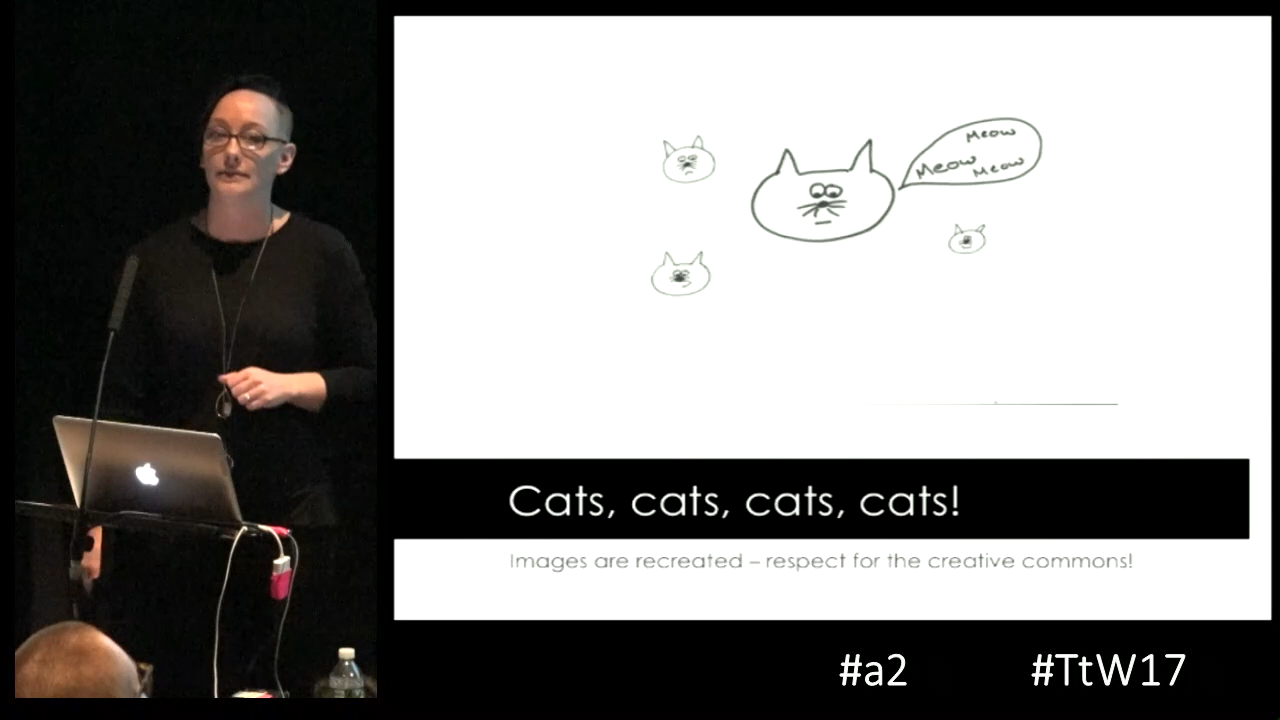 Meow
Meow Meow
Cats, cats, cats, cats!
Images are recreated – respect for the creative commons!
#a2 #TtW17